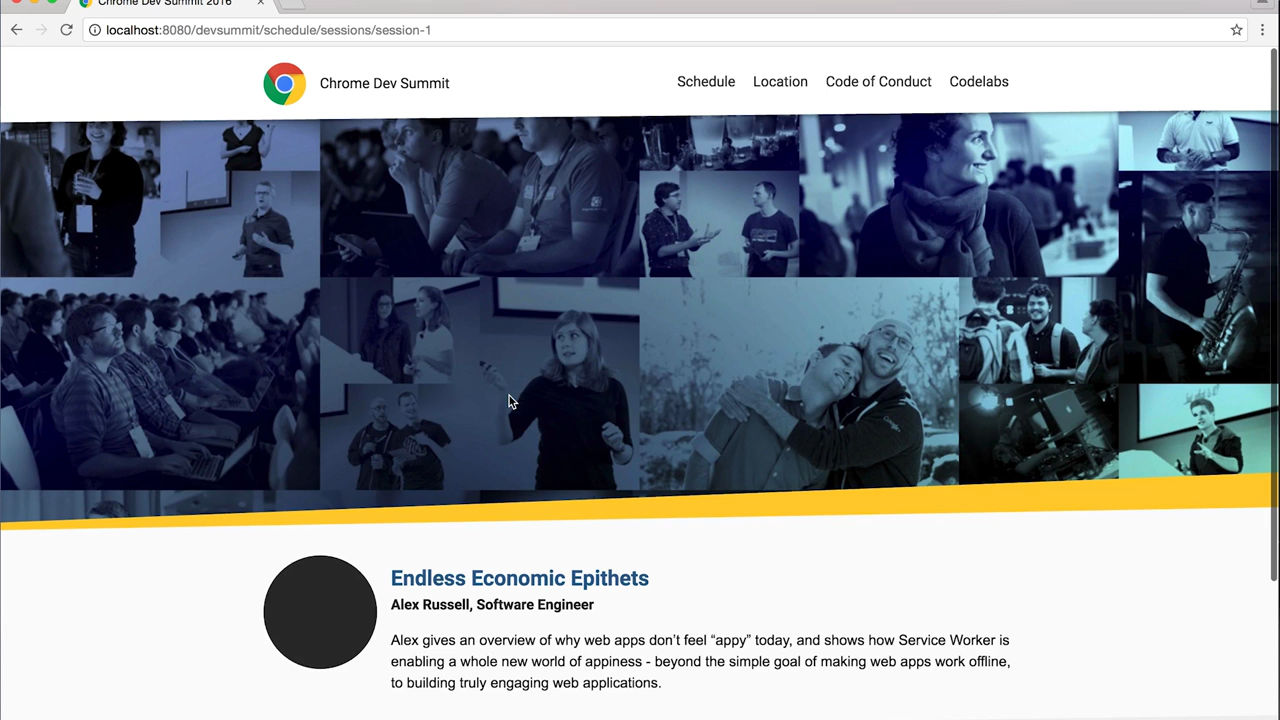 Chrome Dev Summit 2016
localhost:8080/devsummit/schedule/sessions/session-1
Chrome Dev Summit
Schedule Location Code of Conduct Codelabs
Endless Economic Epithets
Alex Russell, Software Engineer
Alex gives an overview of why web apps don’t feel “appy” today, and shows how Service Worker is
enabling a whole new world of appiness - beyond the simple goal of making web apps work offline,
to building truly engaging web applications.